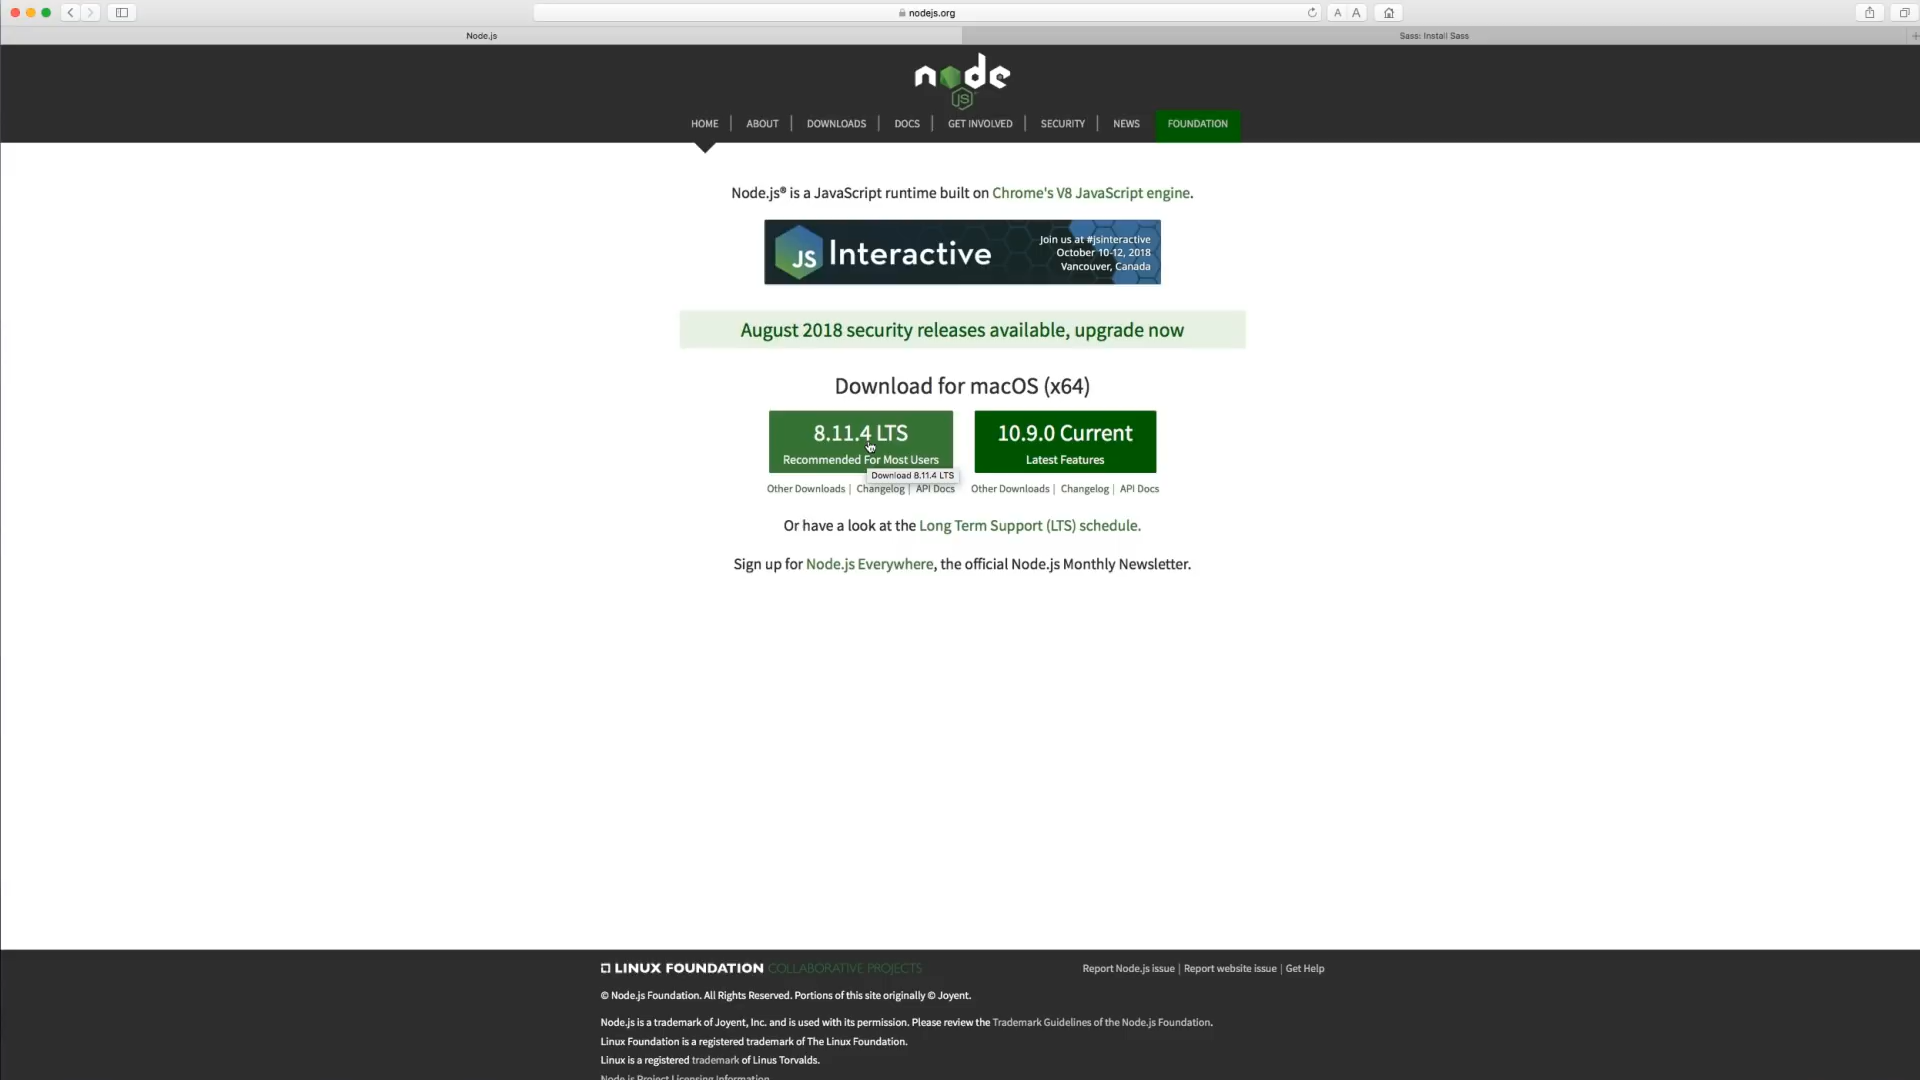 nodejs.org
A A
Node.js
Sass: Install Sass
node
JS
HOME | ABOUT | DOWNLOADS | DOCS | GET INVOLVED | SECURITY | NEWS FOUNDATION
Node.js® is a JavaScript runtime built on Chrome's V8 JavaScript engine.
JS Interactive
Join us at #jsinteractive
October 10-12, 2018
Vancouver, Canada
August 2018 security releases available, upgrade now
Download for macOS (x64)
8.11.4 LTS
Recommended For Most Users
10.9.0 Current
Latest Features
Download 8.11.4 LTS
Other Downloads | Changelog | API Docs
Other Downloads | Changelog | API Docs
Or have a look at the Long Term Support (LTS) schedule.
Sign up for Node.js Everywhere, the official Node.js Monthly Newsletter.
LINUX FOUNDATION COLLABORATIVE PROJECTS
Report Node.js issue | Report website issue | Get Help
© Node.js Foundation. All Rights Reserved. Portions of this site originally © Joyent.
Node.js is a trademark of Joyent, Inc. and is used with its permission. Please review the Trademark Guidelines of the Node.js Foundation.
Linux Foundation is a registered trademark of The Linux Foundation.
Linux is a registered trademark of Linus Torvalds.
Node.js Project Licensing Information.